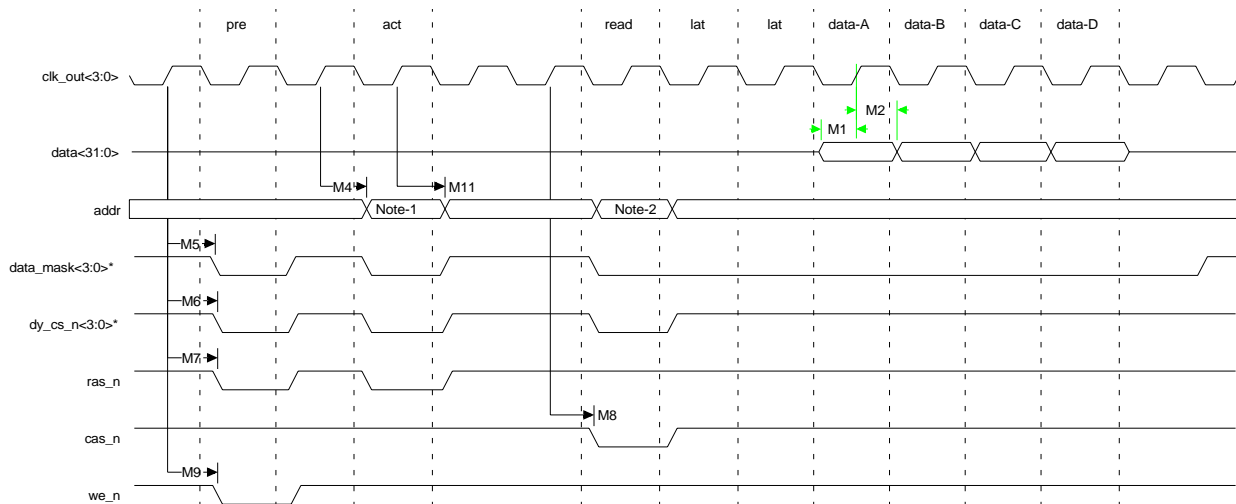 pre act read lat lat data-A data-B data-C data-D
clk_out<3:0>
M2
M1
data<31:0>
M4 M11
addr Note-1 Note-2
M5
data_mask<3:0>*
M6
dy_cs_n<3:0>*
M7
ras_n
M8
cas_n
M9
we_n